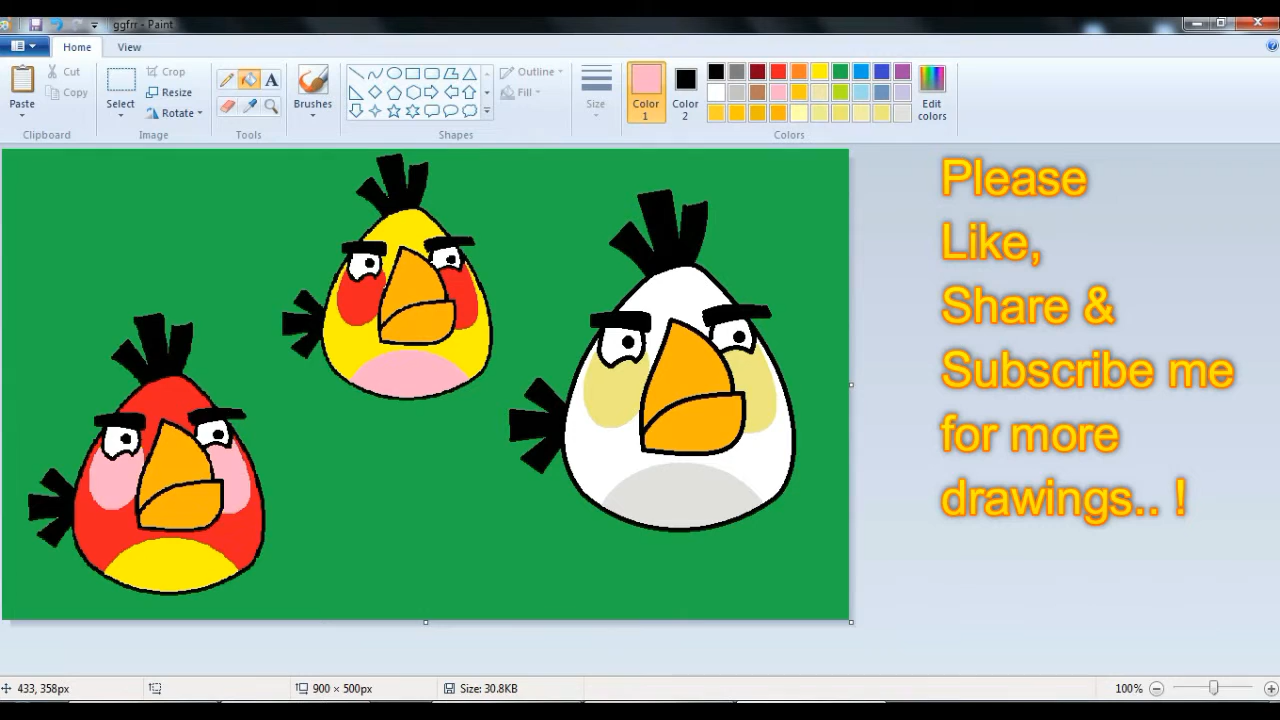 ggfrr - Paint
Home
View
Paste
Cut
Copy
Clipboard
Select
Crop
Resize
Rotate
Image
A
Tools
Brushes
Outline
Fill
Shapes
Size
Color
1
Color
2
Edit
colors
Colors
Please
Like,
Share &
Subscribe me
for more
drawings.. !
433, 358px
900 × 500px
Size: 30.8KB
100%